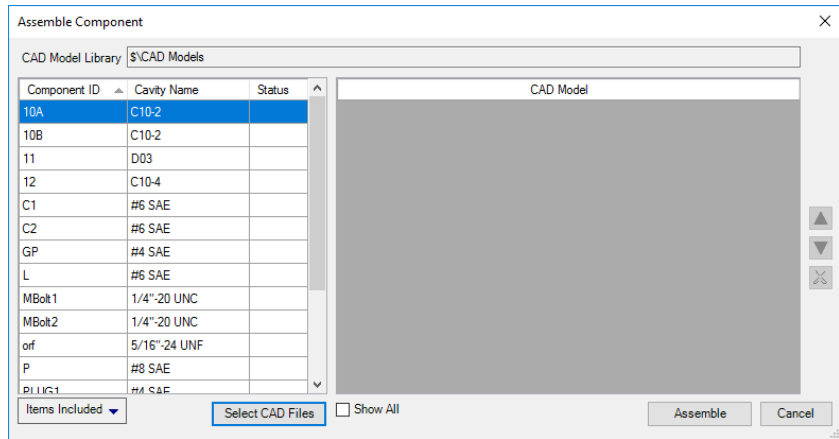 Assemble Component
CAD Model Library $\CAD Models
Component ID Cavity Name Status CAD Model
10A C10-2
10B C10-2
11 D03
12 C10-4
C1 #6 SAE
C2 #6 SAE
GP #4 SAE
L #6 SAE
MBolt1 1/4"-20 UNC
MBolt2 1/4"-20 UNC
orf 5/16"-24 UNF
P #8 SAE
PLUG1 #4 SAE
Items Included Select CAD Files Show All Assemble Cancel